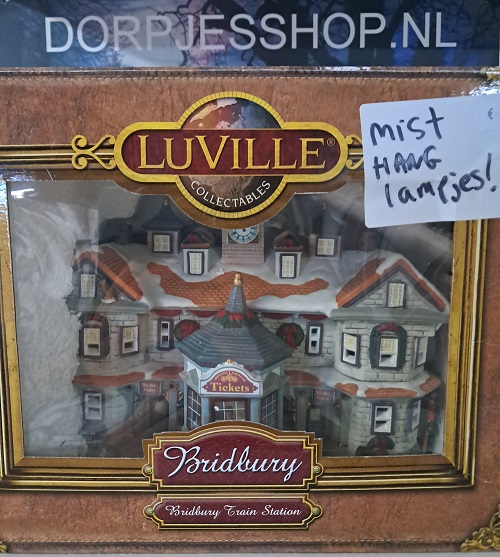 DORPJESSHOP.NL
€
mist
HANG
lampjes!
LUVILLE®
COLLECTABLES
Tickets
Bridbury
Bridbury Train Station